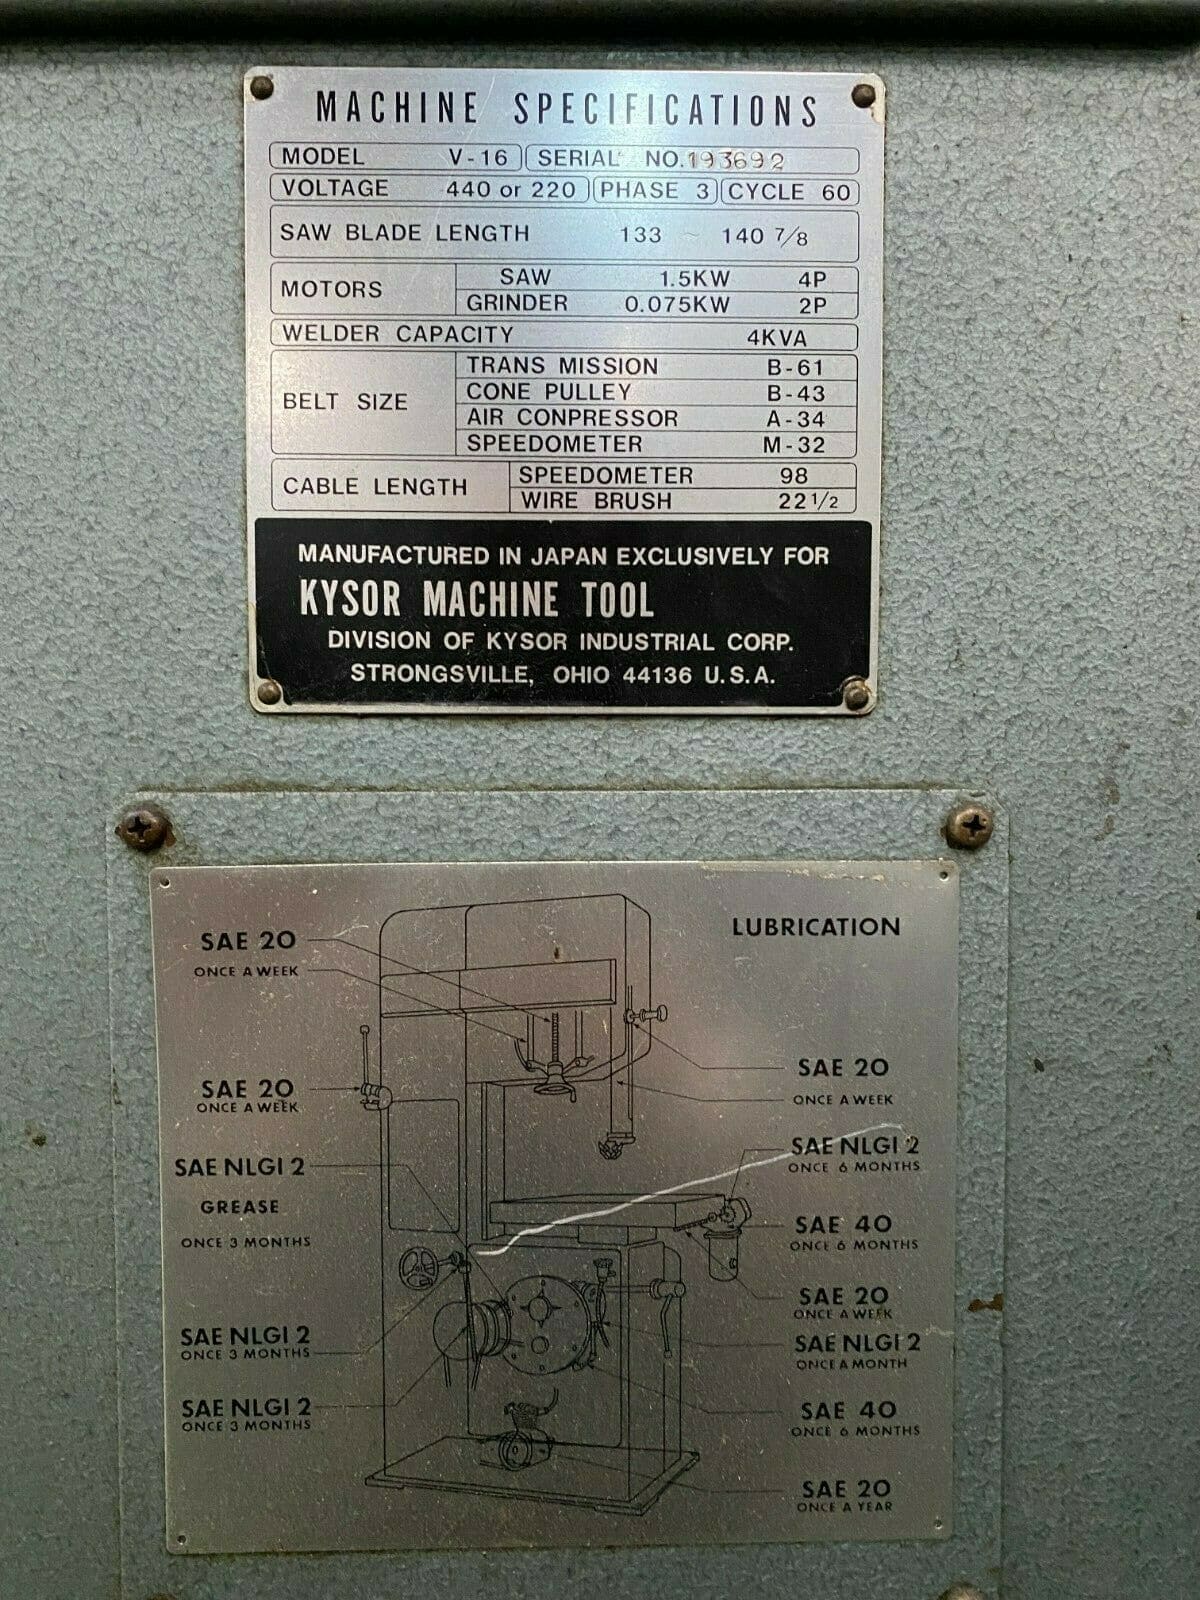 MACHINE SPECIFICATIONS
MODEL V-16 SERIAL NO. 193692
VOLTAGE 440 or 220 PHASE 3 CYCLE 60
SAW BLADE LENGTH 133 ~ 140 7/8
MOTORS
SAW 1.5KW 4P
GRINDER 0.075KW 2P
WELDER CAPACITY 4KVA
BELT SIZE
TRANS MISSION B-61
CONE PULLEY B-43
AIR CONPRESSOR A-34
SPEEDOMETER M-32
CABLE LENGTH
SPEEDOMETER 98
WIRE BRUSH 22 1/2
MANUFACTURED IN JAPAN EXCLUSIVELY FOR
KYSOR MACHINE TOOL
DIVISION OF KYSOR INDUSTRIAL CORP.
STRONGSVILLE, OHIO 44136 U.S.A.
LUBRICATION
SAE 20
ONCE A WEEK
SAE 20
ONCE A WEEK
SAE NLGI 2
GREASE
ONCE 3 MONTHS
SAE NLGI 2
ONCE 3 MONTHS
SAE NLGI 2
ONCE 3 MONTHS
SAE 20
ONCE A WEEK
SAE NLGI 2
ONCE 6 MONTHS
SAE 40
ONCE 6 MONTHS
SAE 20
ONCE A WEEK
SAE NLGI 2
ONCE A MONTH
SAE 40
ONCE 6 MONTHS
SAE 20
ONCE A YEAR